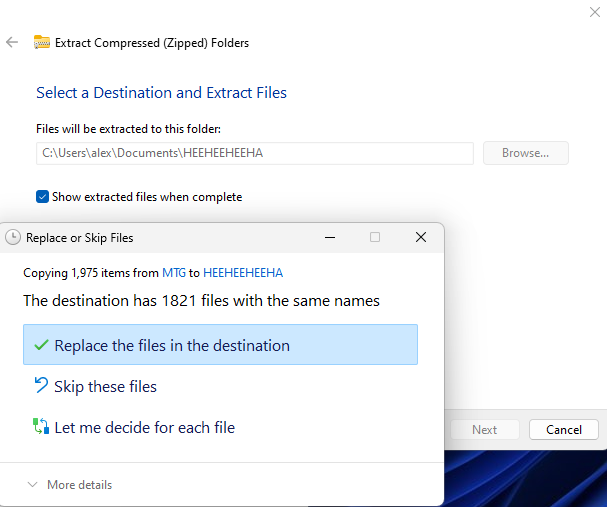 Extract Compressed (Zipped) Folders
Select a Destination and Extract Files
Files will be extracted to this folder:
C:\Users\alex\Documents\HEEHEEHEEHA
Browse...
Show extracted files when complete
Replace or Skip Files
Copying 1,975 items from MTG to HEEHEEHEEHA
The destination has 1821 files with the same names
Replace the files in the destination
Skip these files
Let me decide for each file
More details
Next
Cancel